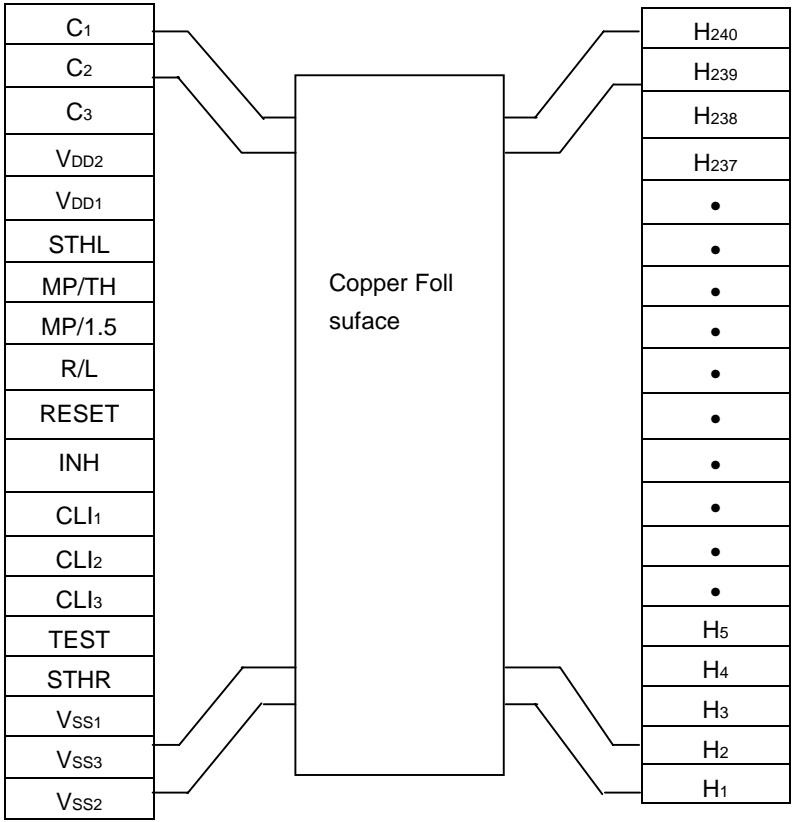 C1
C2
C3
VDD2
VDD1
STHL
MP/TH
MP/1.5
R/L
RESET
INH
CLI1
CLI2
CLI3
TEST
STHR
VSS1
VSS3
VSS2
Copper Foll
suface
H240
H239
H238
H237
•
•
•
•
•
•
•
•
•
•
H5
H4
H3
H2
H1